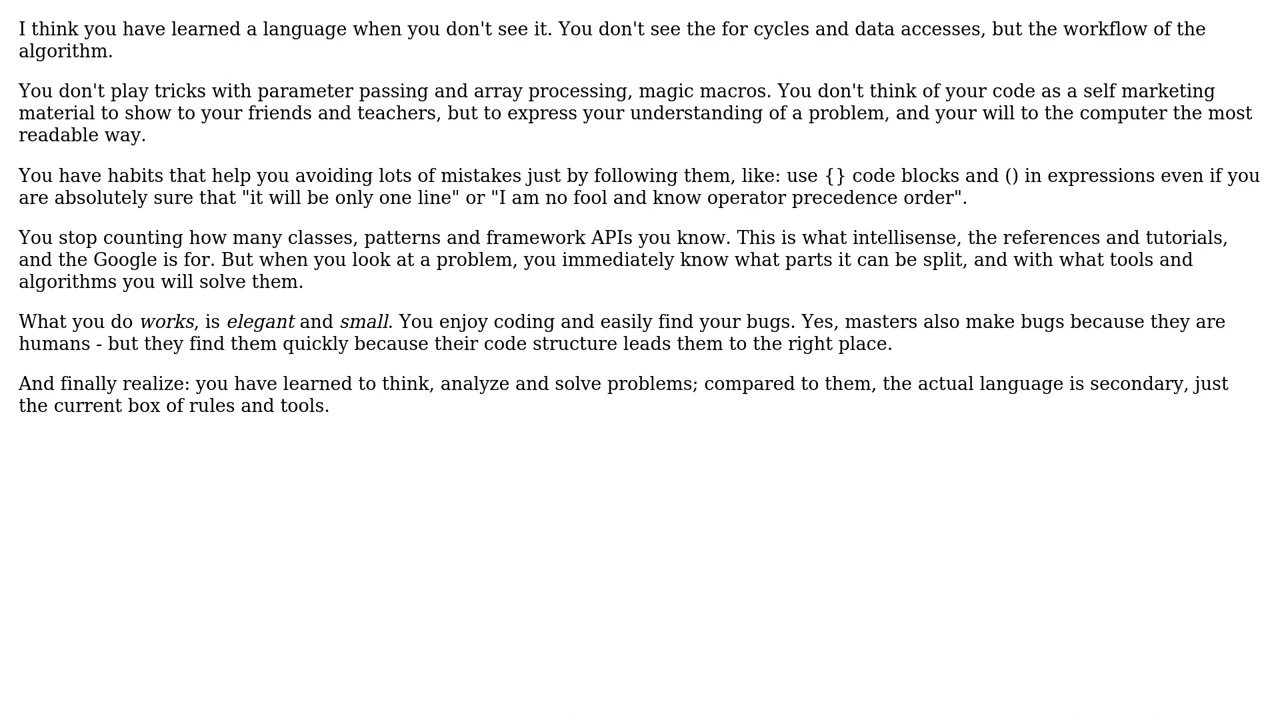 I think you have learned a language when you don't see it. You don't see the for cycles and data accesses, but the workflow of the
algorithm.
You don't play tricks with parameter passing and array processing, magic macros. You don't think of your code as a self marketing
material to show to your friends and teachers, but to express your understanding of a problem, and your will to the computer the most
readable way.
You have habits that help you avoiding lots of mistakes just by following them, like: use {} code blocks and () in expressions even if you
are absolutely sure that "it will be only one line" or "I am no fool and know operator precedence order".
You stop counting how many classes, patterns and framework APIs you know. This is what intellisense, the references and tutorials,
and the Google is for. But when you look at a problem, you immediately know what parts it can be split, and with what tools and
algorithms you will solve them.
What you do works, is elegant and small. You enjoy coding and easily find your bugs. Yes, masters also make bugs because they are
humans - but they find them quickly because their code structure leads them to the right place.
And finally realize: you have learned to think, analyze and solve problems; compared to them, the actual language is secondary, just
the current box of rules and tools.